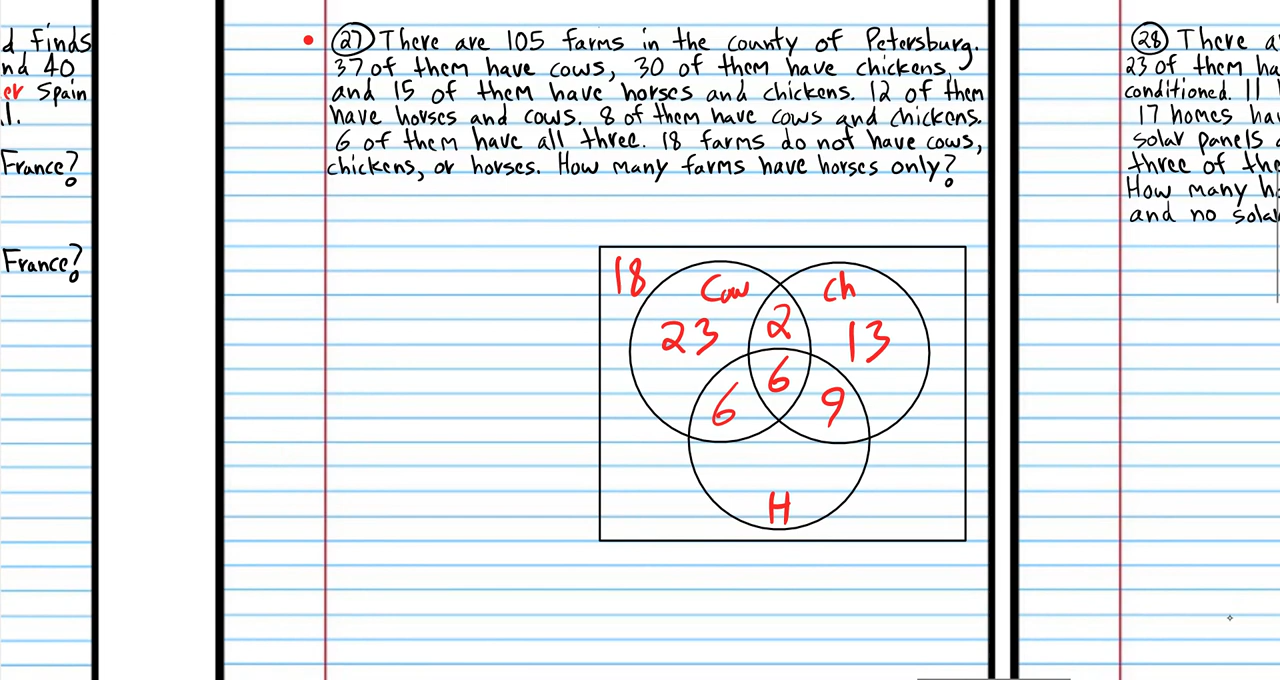 d finds
nd 40
er Spain
l.
France?
France?
27 There are 105 farms in the county of Petersburg.
37 of them have cows, 30 of them have chickens,
and 15 of them have horses and chickens. 12 of them
have horses and cows. 8 of them have cows and chickens.
6 of them have all three. 18 farms do not have cows,
chickens, or horses. How many farms have horses only?
18
Cow
Ch
23
2
13
6
6
9
H
28 There a
23 of them ha
conditioned. 11
17 homes hav
solar panels
three of the
How many h
and no sola